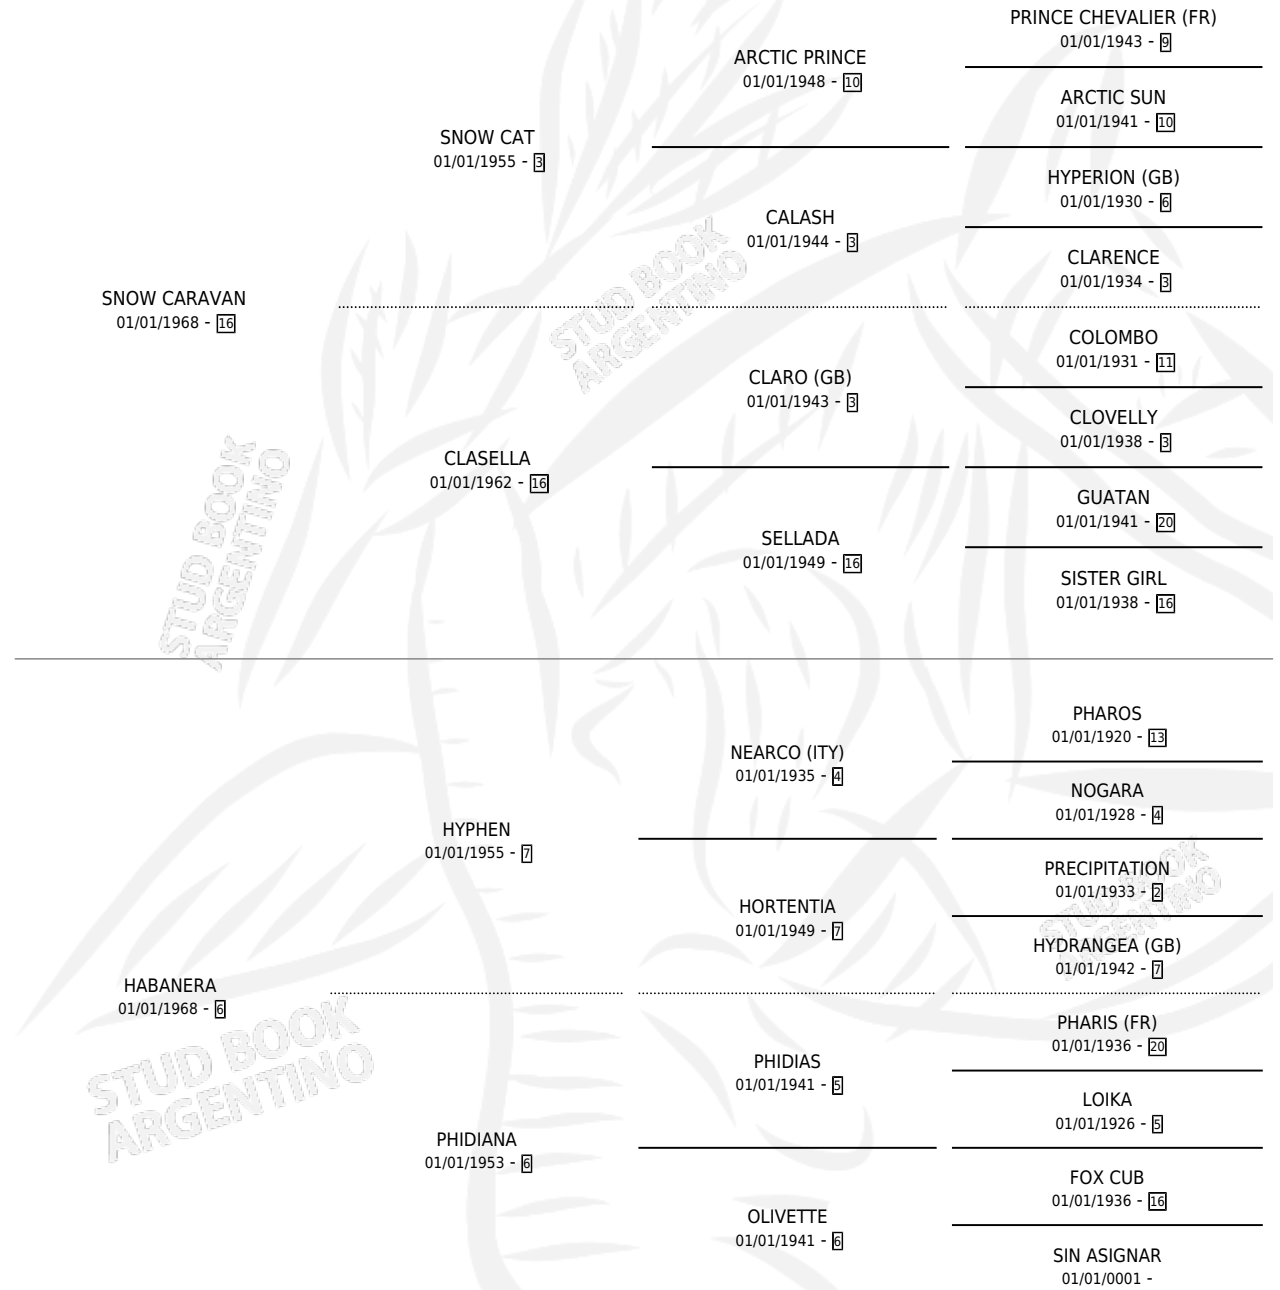 PRINCE CHEVALIER (FR)
01/01/1943 - 9
ARCTIC PRINCE
01/01/1948 - 10
ARCTIC SUN
01/01/1941 - 10
SNOW CAT
01/01/1955 - 3
HYPERION (GB)
01/01/1930 - 6
CALASH
01/01/1944 - 3
CLARENCE
01/01/1934 - 3
SNOW CARAVAN
01/01/1968 - 16
COLOMBO
01/01/1931 - 11
CLARO (GB)
01/01/1943 - 3
CLOVELLY
01/01/1938 - 3
CLASELLA
01/01/1962 - 16
GUATAN
01/01/1941 - 20
SELLADA
01/01/1949 - 16
SISTER GIRL
01/01/1938 - 16
PHAROS
01/01/1920 - 13
NEARCO (ITY)
01/01/1935 - 4
NOGARA
01/01/1928 - 4
HYPHEN
01/01/1955 - 7
PRECIPITATION
01/01/1933 - 2
HORTENTIA
01/01/1949 - 7
HYDRANGEA (GB)
01/01/1942 - 7
HABANERA
01/01/1968 - 6
PHARIS (FR)
01/01/1936 - 20
PHIDIAS
01/01/1941 - 5
LOIKA
01/01/1926 - 5
PHIDIANA
01/01/1953 - 6
FOX CUB
01/01/1936 - 16
OLIVETTE
01/01/1941 - 6
SIN ASIGNAR
01/01/0001 -
STUD BOOK
ARGENTINO
STUD BOOK
ARGENTINO
STUD BOOK
ARGENTINO
STUD BOOK
ARGENTINO